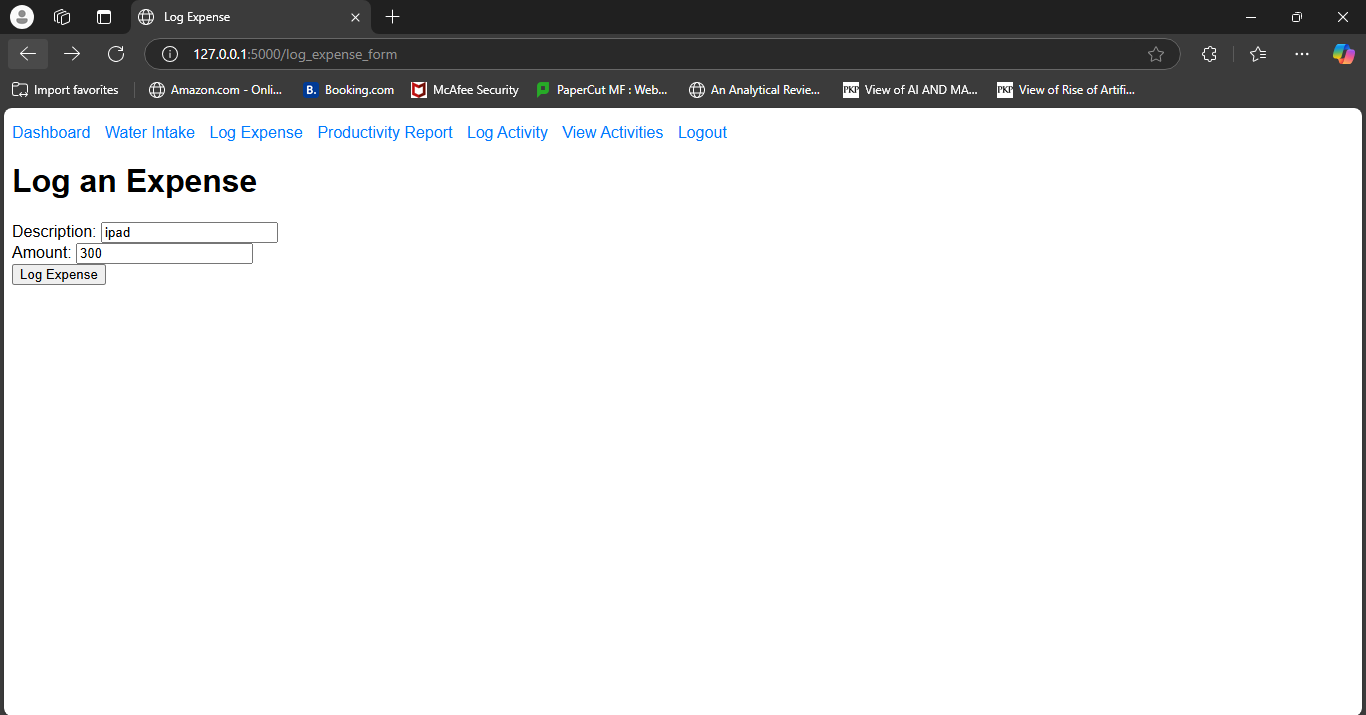 Log Expense
127.0.0.1:5000/log_expense_form
Import favorites Amazon.com - Onli... B. Booking.com McAfee Security PaperCut MF : Web... An Analytical Revie... PKP View of AI AND MA... PKP View of Rise of Artifi...
Dashboard Water Intake Log Expense Productivity Report Log Activity View Activities Logout
Log an Expense
Description: ipad
Amount: 300
Log Expense